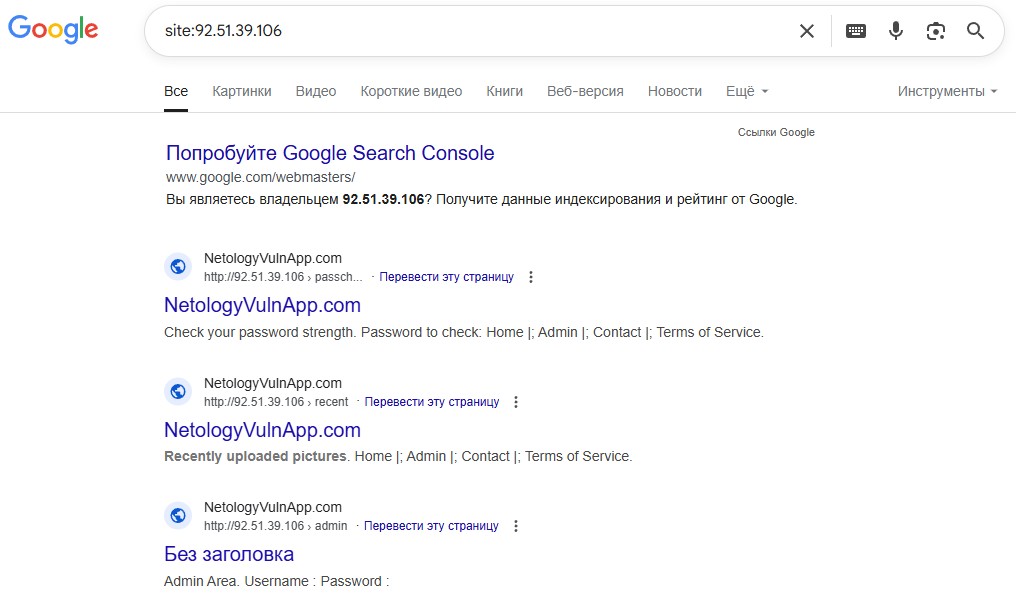 Google
site:92.51.39.106
Все Картинки Видео Короткие видео Книги Веб-версия Новости Ещё Инструменты
Ссылки Google
Попробуйте Google Search Console
www.google.com/webmasters/
Вы являетесь владельцем 92.51.39.106? Получите данные индексирования и рейтинг от Google.
NetologyVulnApp.com
http://92.51.39.106 › passch... · Перевести эту страницу
NetologyVulnApp.com
Check your password strength. Password to check: Home |; Admin |; Contact |; Terms of Service.
NetologyVulnApp.com
http://92.51.39.106 › recent · Перевести эту страницу
NetologyVulnApp.com
Recently uploaded pictures. Home |; Admin |; Contact |; Terms of Service.
NetologyVulnApp.com
http://92.51.39.106 › admin · Перевести эту страницу
Без заголовка
Admin Area. Username : Password :